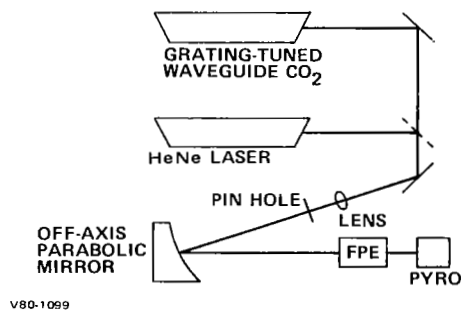 GRATING-TUNED
WAVEGUIDE CO2
HeNe LASER
PIN HOLE
LENS
OFF-AXIS
PARABOLIC
MIRROR
FPE
PYRO
V80-1099